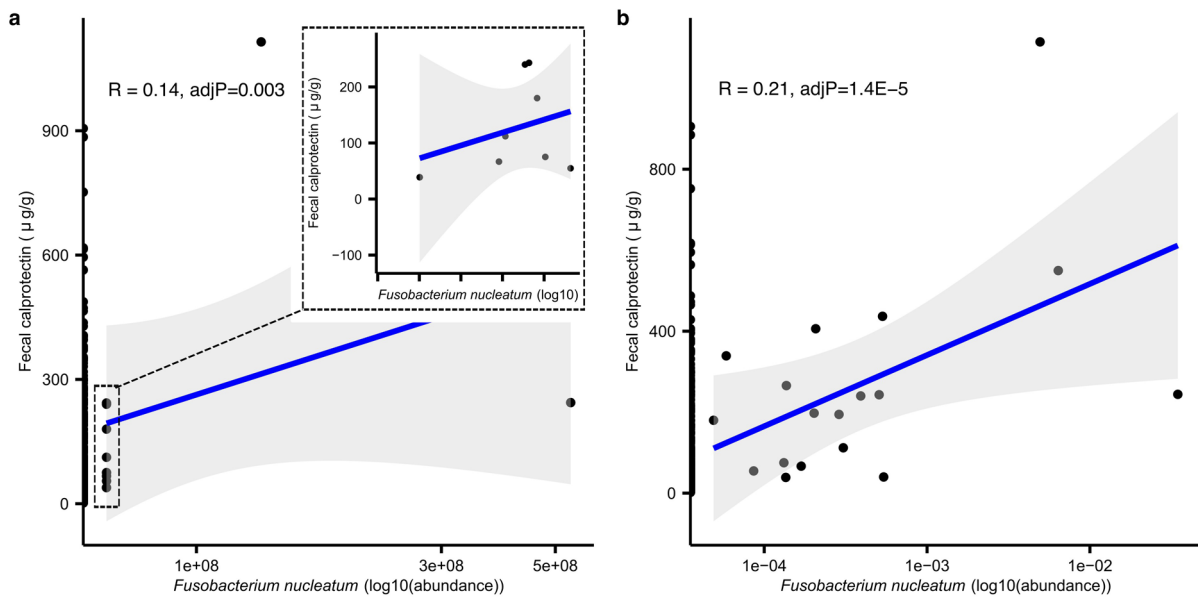 a
R = 0.14, adjP=0.003
Fecal calprotectin ( μ g/g)
900
600
300
0
1e+08
3e+08
5e+08
Fusobacterium nucleatum (log10(abundance))
Fecal calprotectin ( μ g/g)
200
100
0
−100
Fusobacterium nucleatum (log10)
b
R = 0.21, adjP=1.4E−5
Fecal calprotectin ( μ g/g)
800
400
0
1e−04
1e−03
1e−02
Fusobacterium nucleatum (log10(abundance))